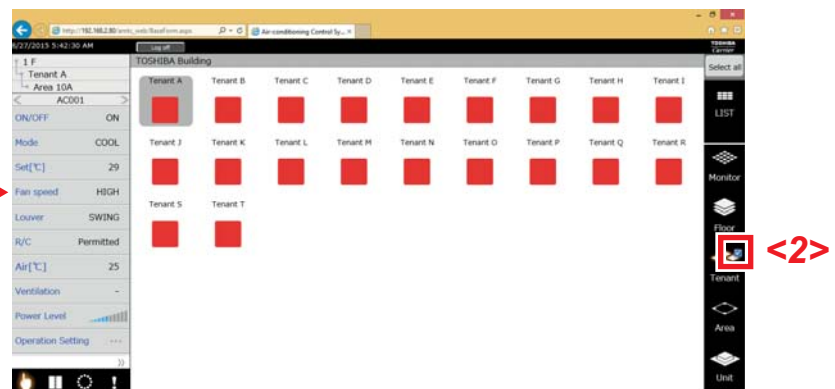 http://192.168.2.80/amtc_web/BaseForm.aspx
Air-conditioning Control Sy...
8/27/2015 5:42:30 AM
Log off
TOSHIBA
Carrier
1 F
Tenant A
Area 10A
AC001
ON/OFF ON
Mode COOL
Set[℃] 29
Fan speed HIGH
Louver SWING
R/C Permitted
Air[℃] 25
Ventilation -
Power Level
Operation Setting ---
TOSHIBA Building
Tenant A Tenant B Tenant C Tenant D Tenant E Tenant F Tenant G Tenant H Tenant I
Tenant J Tenant K Tenant L Tenant M Tenant N Tenant O Tenant P Tenant Q Tenant R
Tenant S Tenant T
Select all
LIST
Monitor
Floor
Tenant
Area
Unit
<2>